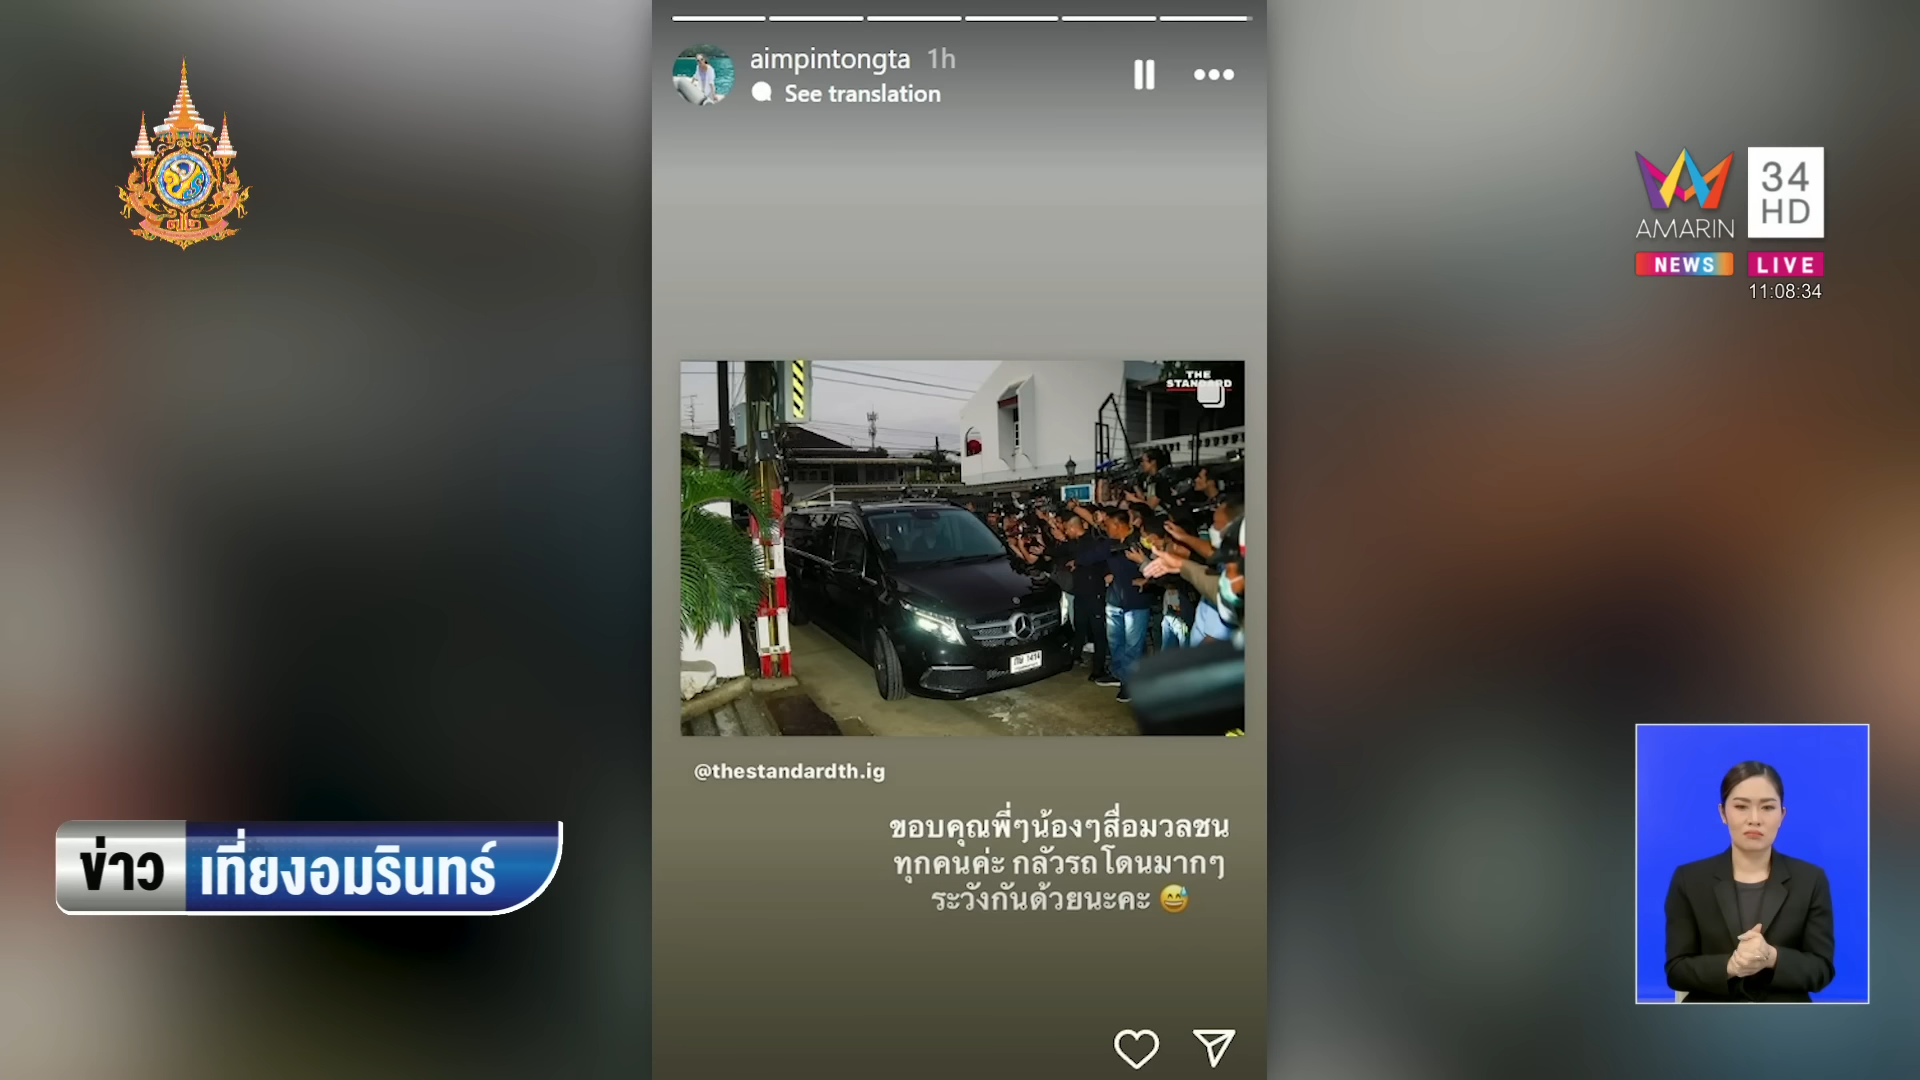 aimpintongta 1h
See translation
34
HD
AMARIN
NEWS LIVE
11:08:34
THE
STANDARD
@thestandardth.ig
ขอบคุณพี่ๆน้องๆสื่อมวลชน
ทุกคนค่ะ กลัวรถโดนมากๆ
ระวังกันด้วยนะคะ 😅
ข่าว เที่ยงอมรินทร์